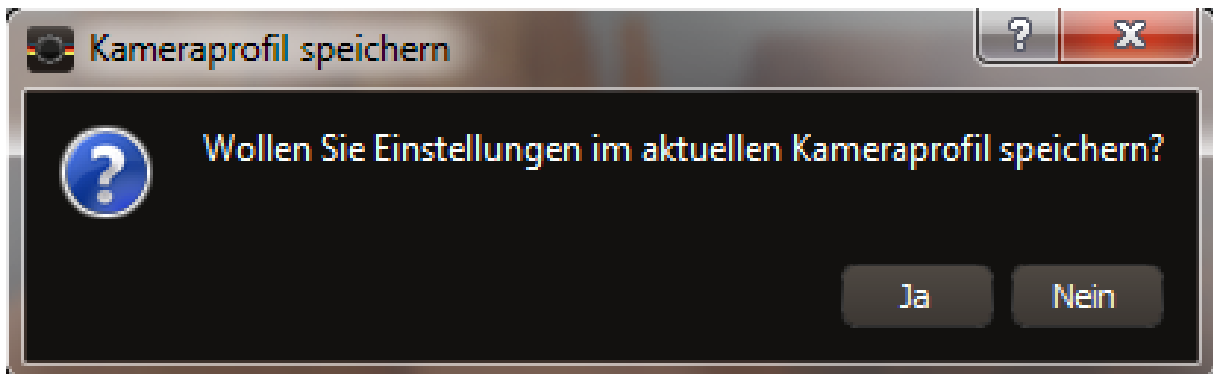 Kameraprofil speichern
Wollen Sie Einstellungen im aktuellen Kameraprofil speichern?
Ja Nein